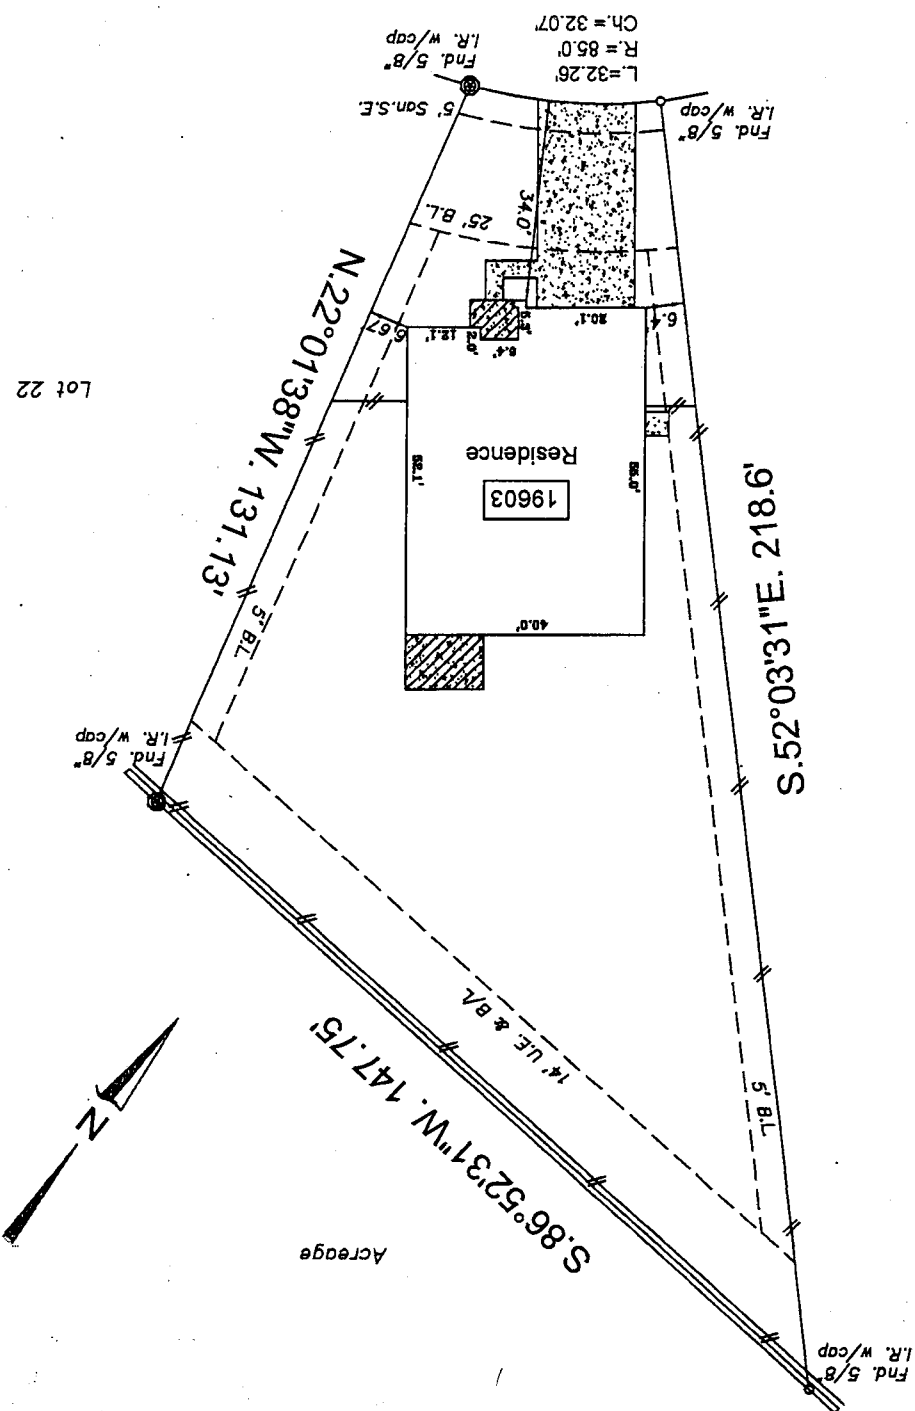 Fnd. 5/8"
I.R. w/cap
Acreage
S.86°52'31"W. 147.75'
N
5' B.L.
14' U.E. & B/L
Fnd. 5/8"
I.R. w/cap
S.52°03'31"E. 218.6'
5' B.L.
N.22°01'38"W. 131.13'
Lot 22
40.0'
19603
Residence
55.0'
52.1'
6.4'
20.1'
5.3'
8.4'
2.0'
12.1'
6.67
25' B.L.
34.0'
5' San.S.E.
Fnd. 5/8"
I.R. w/cap
L.=32.26'
R.= 85.0'
Ch.= 32.07'
Fnd. 5/8"
I.R. w/cap